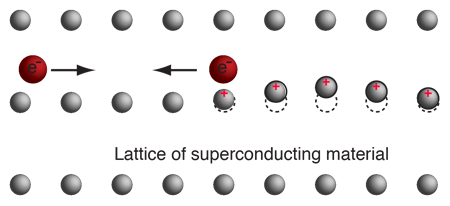 e⁻ e⁻
+ + + + +
Lattice of superconducting material